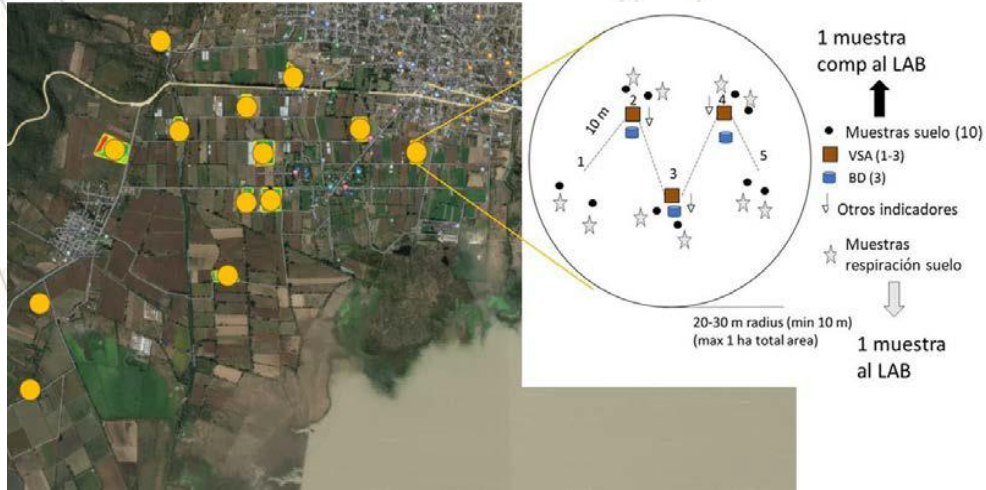 1 muestra
comp al LAB
2
4
10 m
1
5
3
Muestras suelo (10)
VSA (1-3)
BD (3)
Otros indicadores
Muestras
respiración suelo
20-30 m radius (min 10 m)
(max 1 ha total area)
1 muestra
al LAB